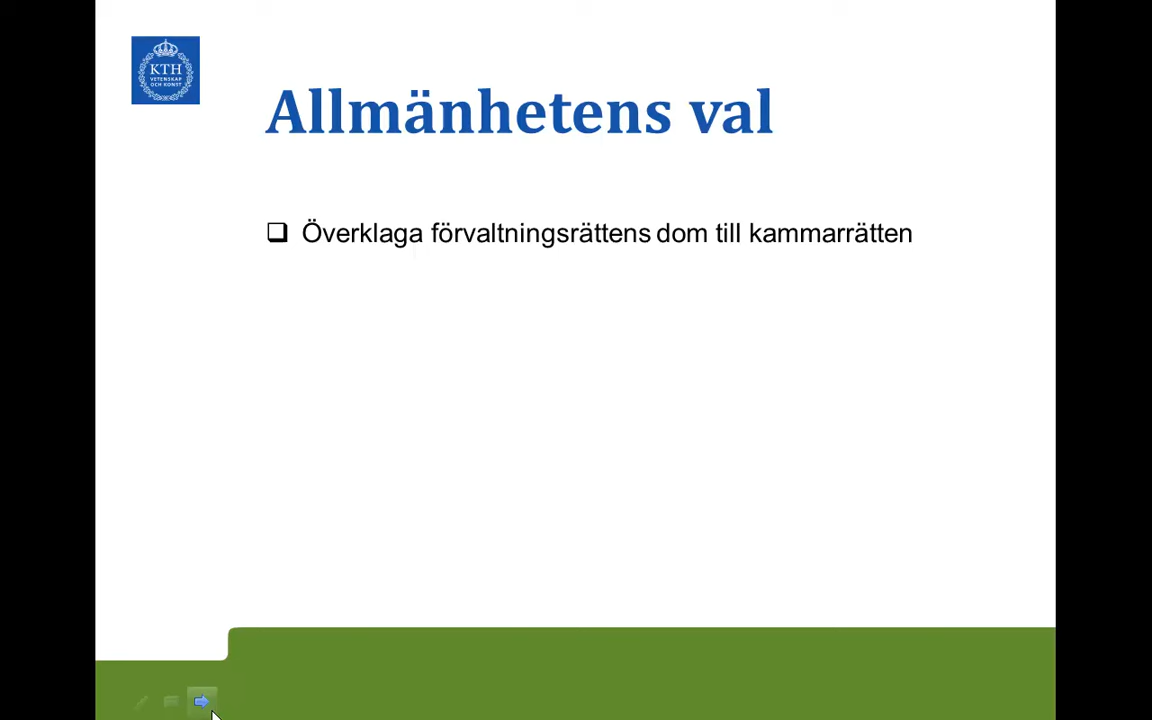 KTH
VETENSKAP
OCH KONST
Allmänhetens val
Överklaga förvaltningsrättens dom till kammarrätten